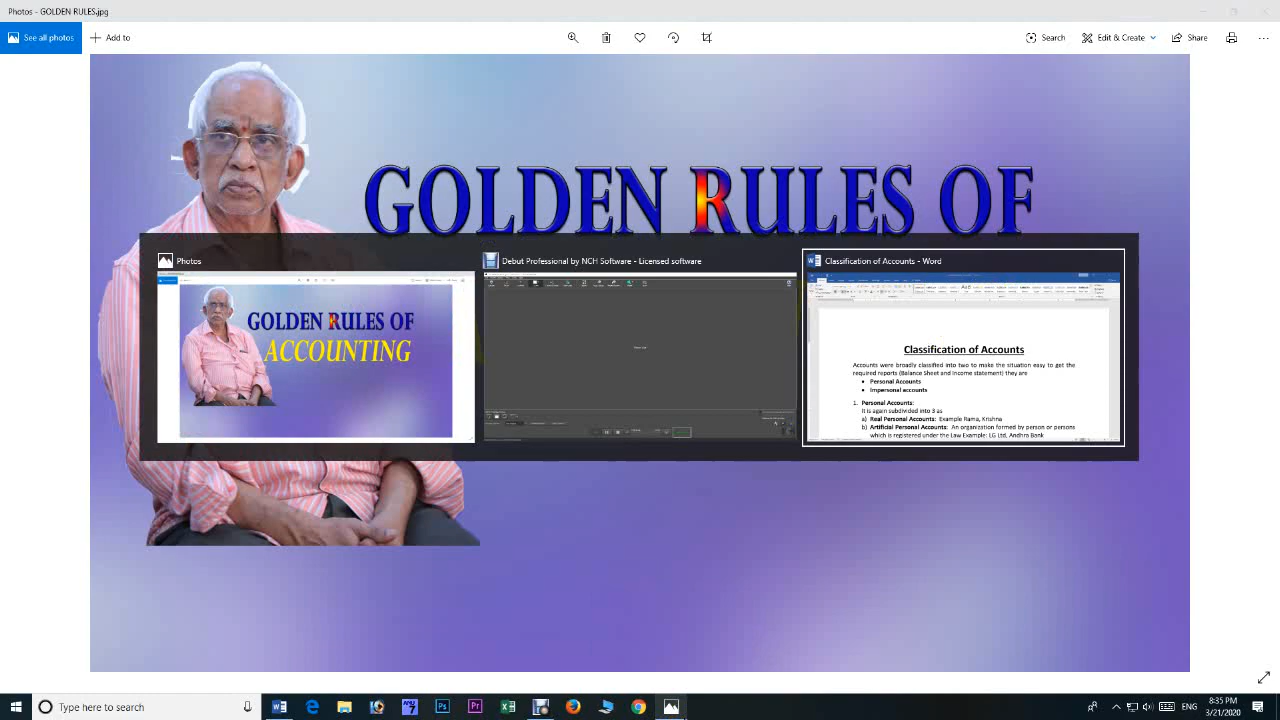 Photos - GOLDEN RULES.jpg
See all photos
Add to
Search
Edit & Create
Share
GOLDEN RULES OF
Photos
Debut Professional by NCH Software - Licensed software
Classification of Accounts - Word
GOLDEN RULES OF
ACCOUNTING
Classification of Accounts
Accounts were broadly classified into two to make the situation easy to get the
required reports (Balance Sheet and Income statement) they are
• Personal Accounts
• Impersonal accounts
1. Personal Accounts:
It is again subdivided into 3 as
a) Real Personal Accounts: Example Rama, Krishna
b) Artificial Personal Accounts: An organization formed by person or persons
which is registered under the Law Example: LG Ltd, Andhra Bank
Type here to search
ENG
8:35 PM
3/21/2020